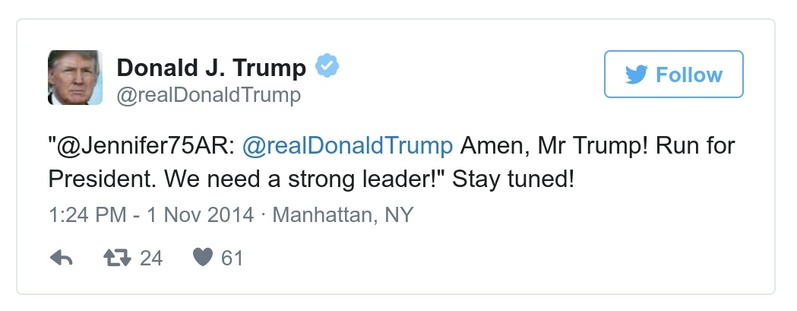 Donald J. Trump
@realDonaldTrump
Follow
"@Jennifer75AR: @realDonaldTrump Amen, Mr Trump! Run for
President. We need a strong leader!" Stay tuned!
1:24 PM - 1 Nov 2014 · Manhattan, NY
24 61